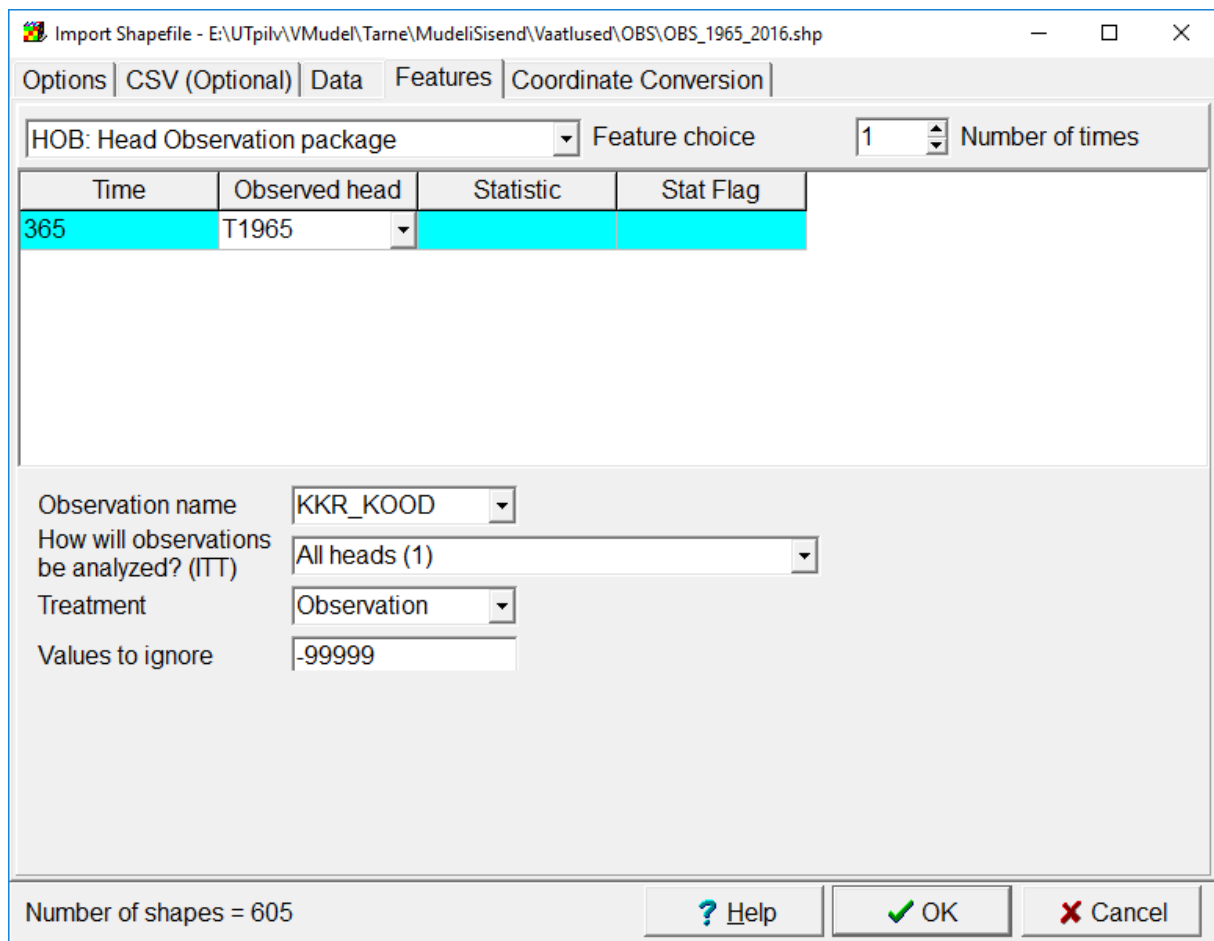 Import Shapefile - E:\UTpilv\VMudel\Tarne\MudeliSisend\Vaatlused\OBS\OBS_1965_2016.shp
Options CSV (Optional) Data Features Coordinate Conversion
HOB: Head Observation package Feature choice 1 Number of times
Time Observed head Statistic Stat Flag
365 T1965
Observation name KKR_KOOD
How will observations
be analyzed? (ITT) All heads (1)
Treatment Observation
Values to ignore -99999
Number of shapes = 605 ? Help OK Cancel